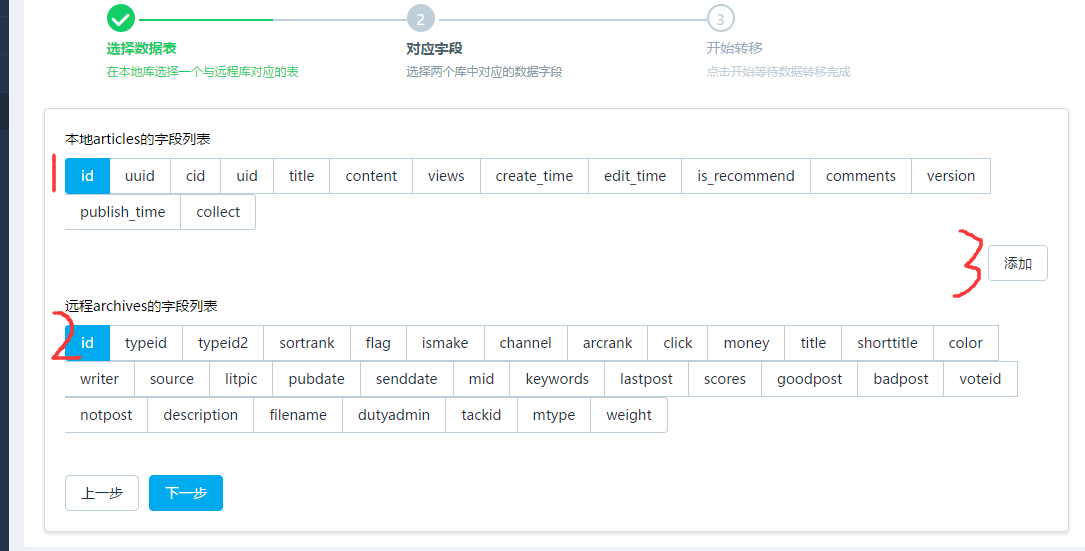 2 3
选择数据表 对应字段 开始转移
在本地库选择一个与远程库对应的表 选择两个库中对应的数据字段 点击开始等待数据转移完成
本地articles的字段列表
1 id uuid cid uid title content views create_time edit_time is_recommend comments version
publish_time collect
3 添加
远程archives的字段列表
2 id typeid typeid2 sortrank flag ismake channel arcrank click money title shorttitle color
writer source litpic pubdate senddate mid keywords lastpost scores goodpost badpost voteid
notpost description filename dutyadmin tackid mtype weight
上一步 下一步